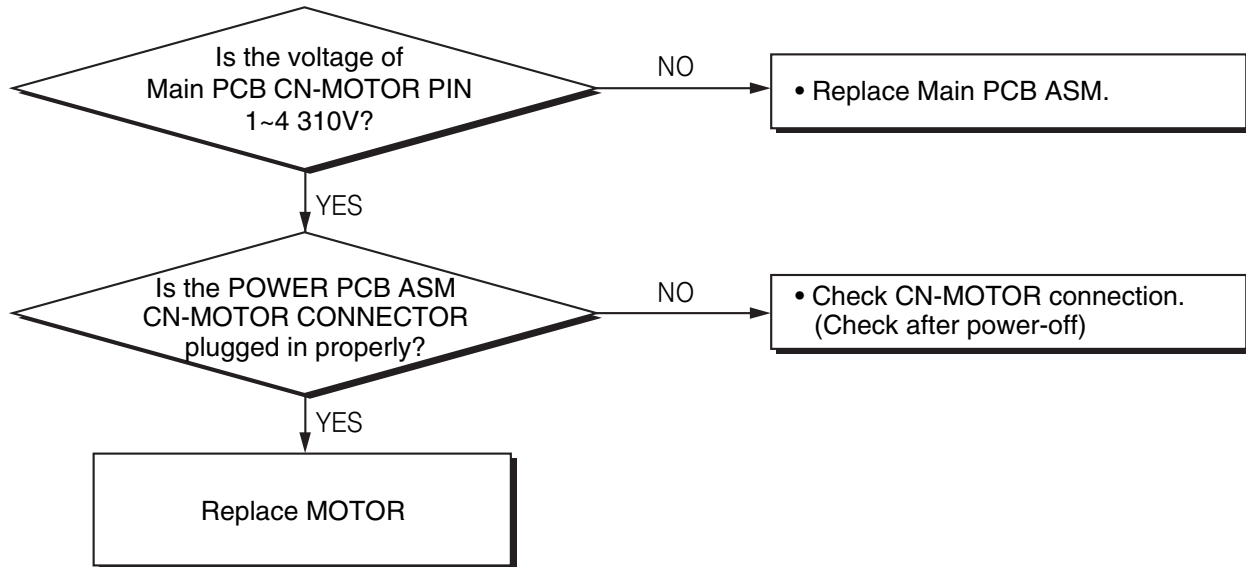 Is the voltage of
Main PCB CN-MOTOR PIN
1~4 310V?
NO
• Replace Main PCB ASM.
YES
Is the POWER PCB ASM
CN-MOTOR CONNECTOR
plugged in properly?
NO
• Check CN-MOTOR connection.
(Check after power-off)
YES
Replace MOTOR